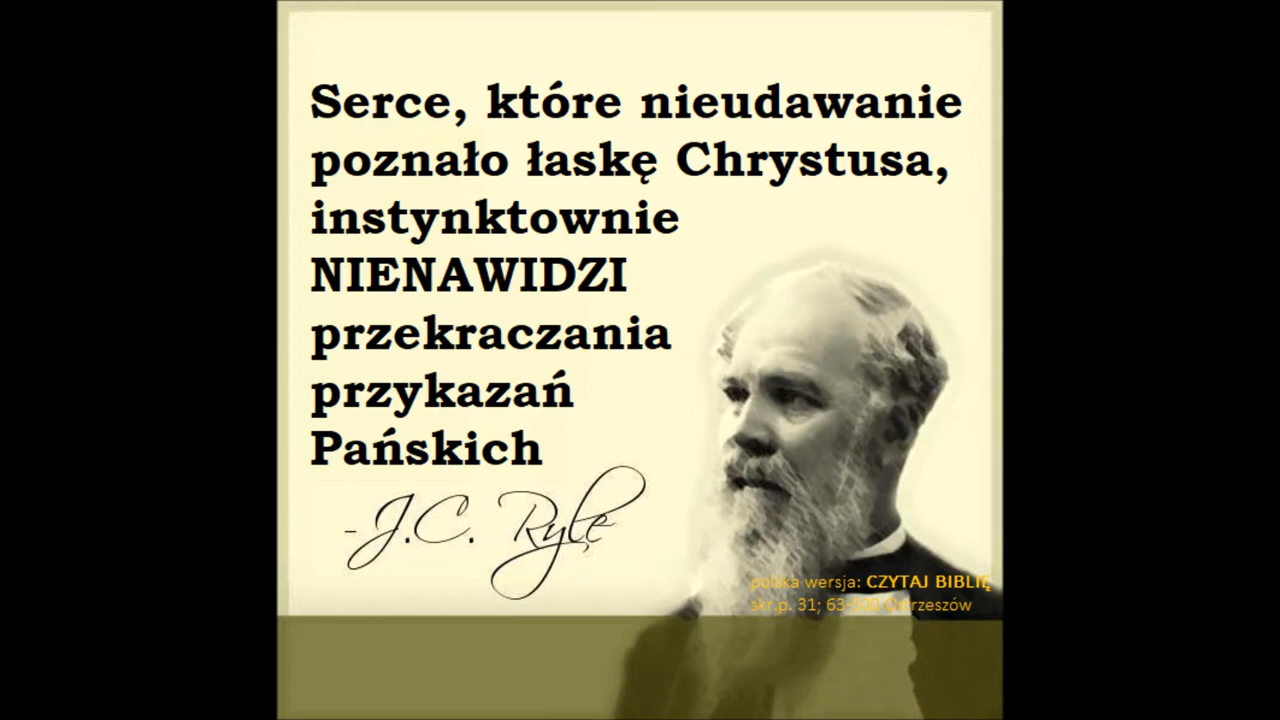 Serce, które nieudawanie
poznało łaskę Chrystusa,
instynktownie
NIENAWIDZI
przekraczania
przykazań
Pańskich
-J.C. Ryle
polska wersja: CZYTAJ BIBLIĘ
skr.p. 31; 63-500 Ostrzeszów